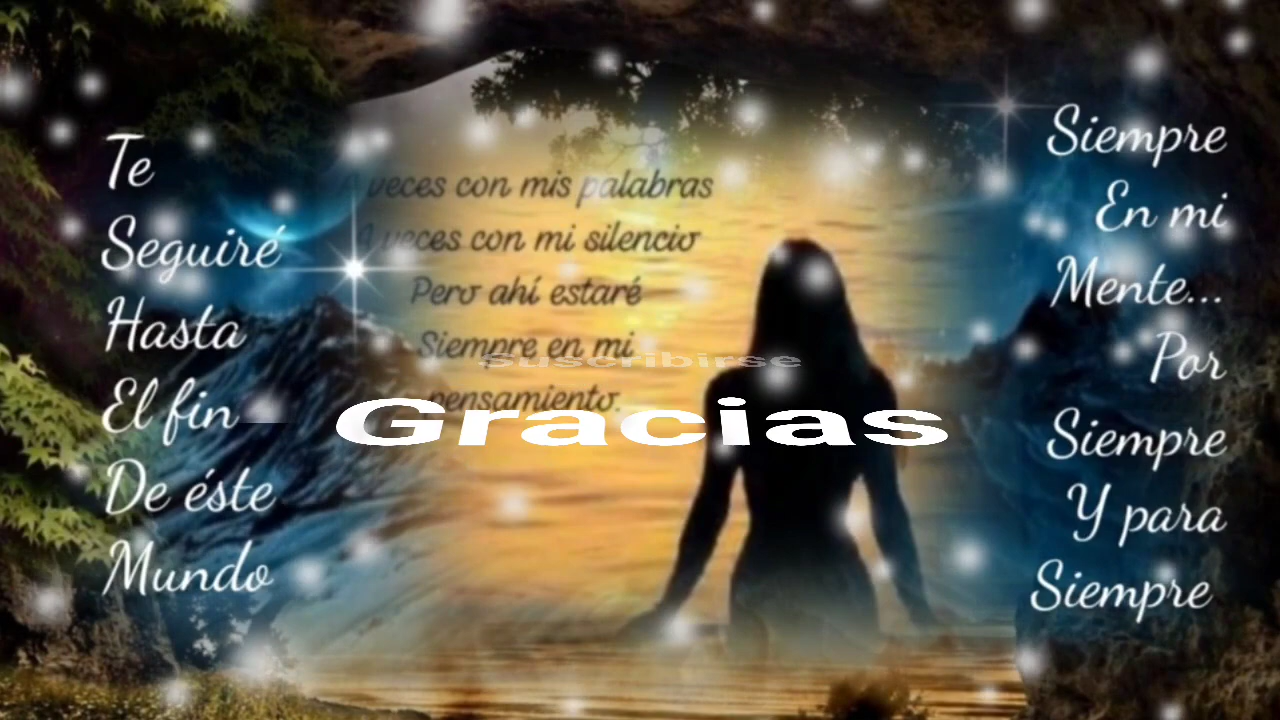 Te
Seguiré
Hasta
El fin
De éste
Mundo
A veces con mis palabras
A veces con mi silencio
Pero ahí estaré
Siempre en mi
pensamiento.
Suscribirse
Gracias
Siempre
En mi
Mente...
Por
Siempre
Y para
Siempre